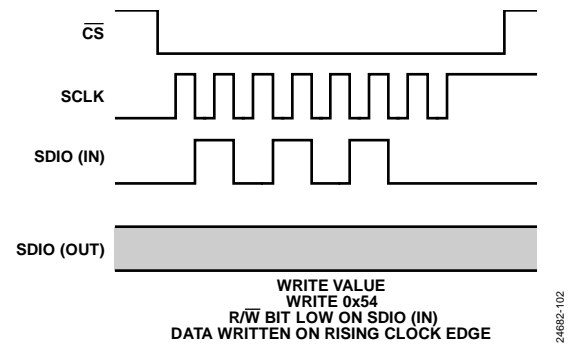 CS
SCLK
SDIO (IN)
SDIO (OUT)
WRITE VALUE
WRITE 0x54
R/W BIT LOW ON SDIO (IN)
DATA WRITTEN ON RISING CLOCK EDGE
24682-102